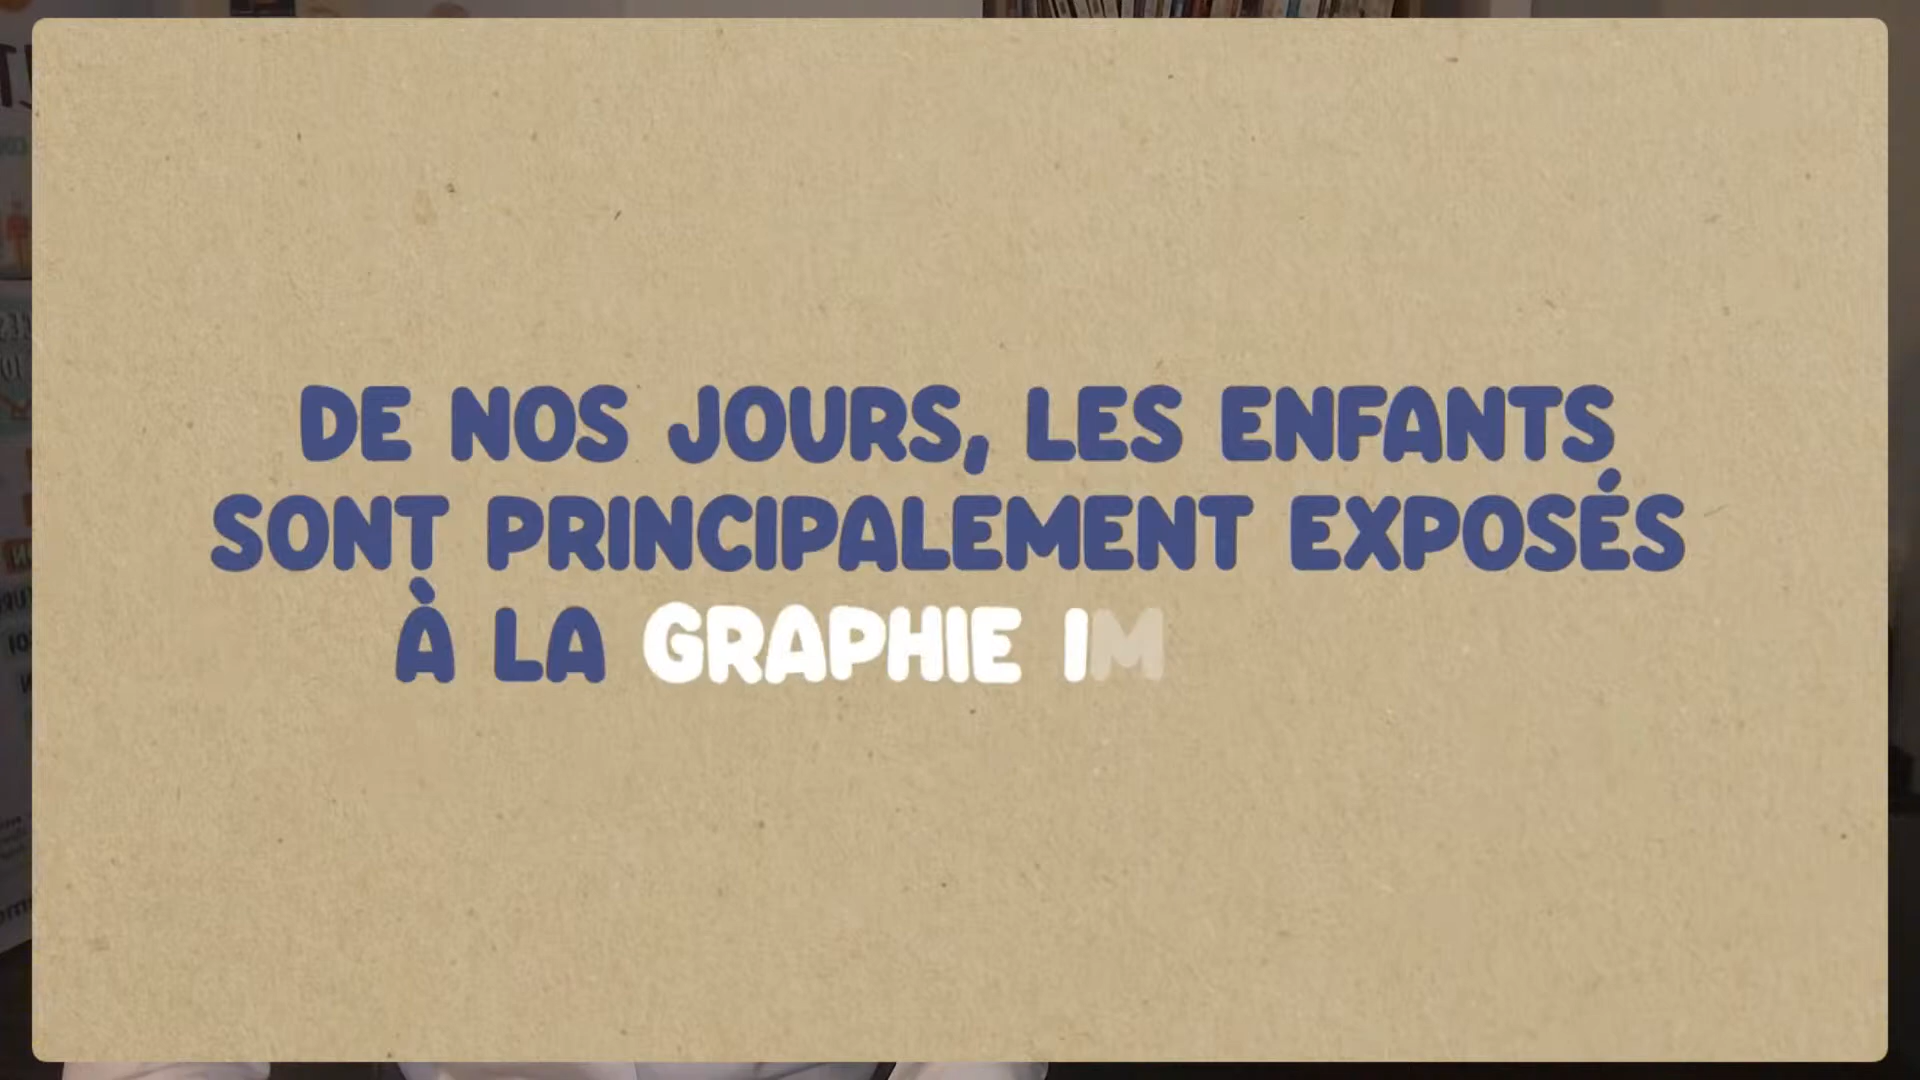 DE NOS JOURS, LES ENFANTS
SONT PRINCIPALEMENT EXPOSÉS
À LA GRAPHIE IM